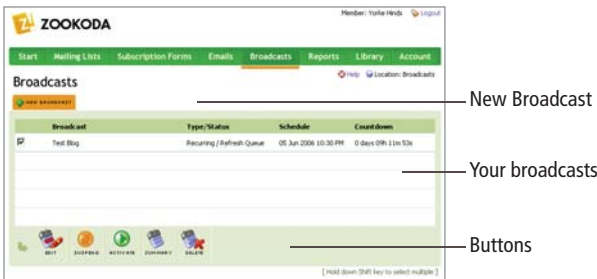 Member: Yorlie Hinds Logout
ZOOKODA
Start Mailing Lists Subscription Forms Emails Broadcasts Reports Library Account
Help Location: Broadcasts
Broadcasts
NEW BROADCAST
New Broadcast
Broadcast Type/Status Schedule Countdown
Test Blog Recurring / Refresh Queue 05 Jun 2006 10:30 PM 0 days 09h 11m 53s
Your broadcasts
Buttons
EDIT SUSPEND ACTIVATE SUMMARY DELETE
[ Hold down Shift key to select multiple ]